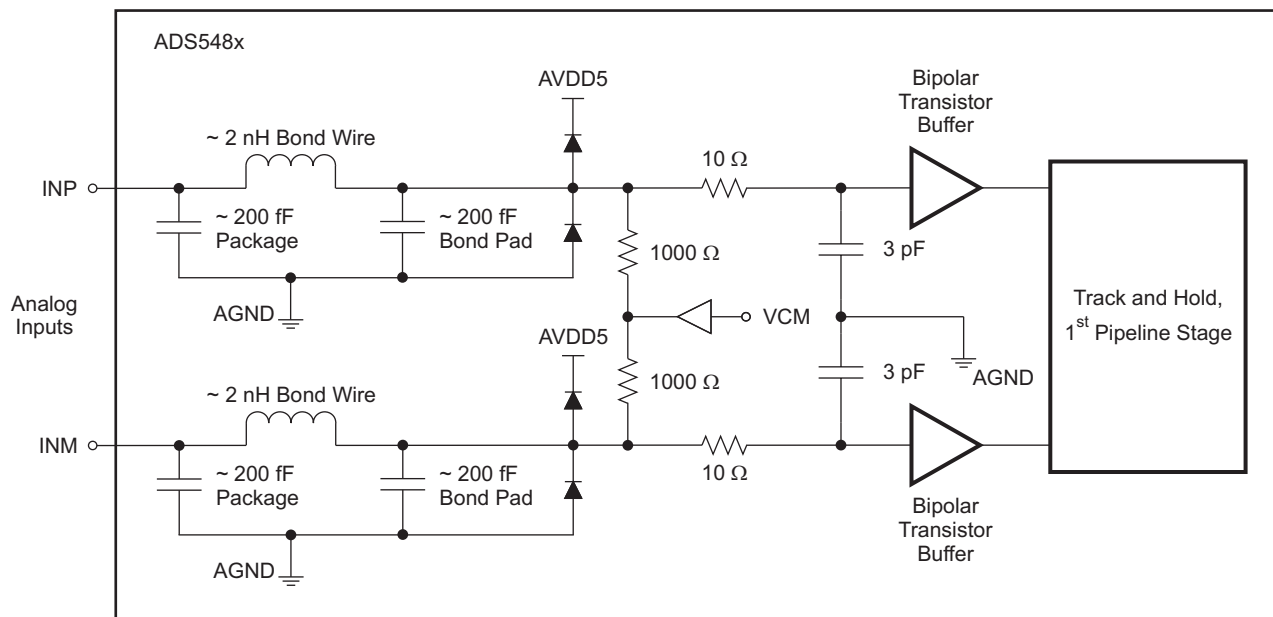 ADS548x
AVDD5
Bipolar
Transistor
Buffer
~ 2 nH Bond Wire
10 Ω
INP
~ 200 fF
Package
~ 200 fF
Bond Pad
1000 Ω
3 pF
Analog
Inputs
AGND
VCM
Track and Hold,
1st Pipeline Stage
AVDD5
~ 2 nH Bond Wire
1000 Ω
3 pF
AGND
INM
10 Ω
~ 200 fF
Package
~ 200 fF
Bond Pad
Bipolar
Transistor
Buffer
AGND